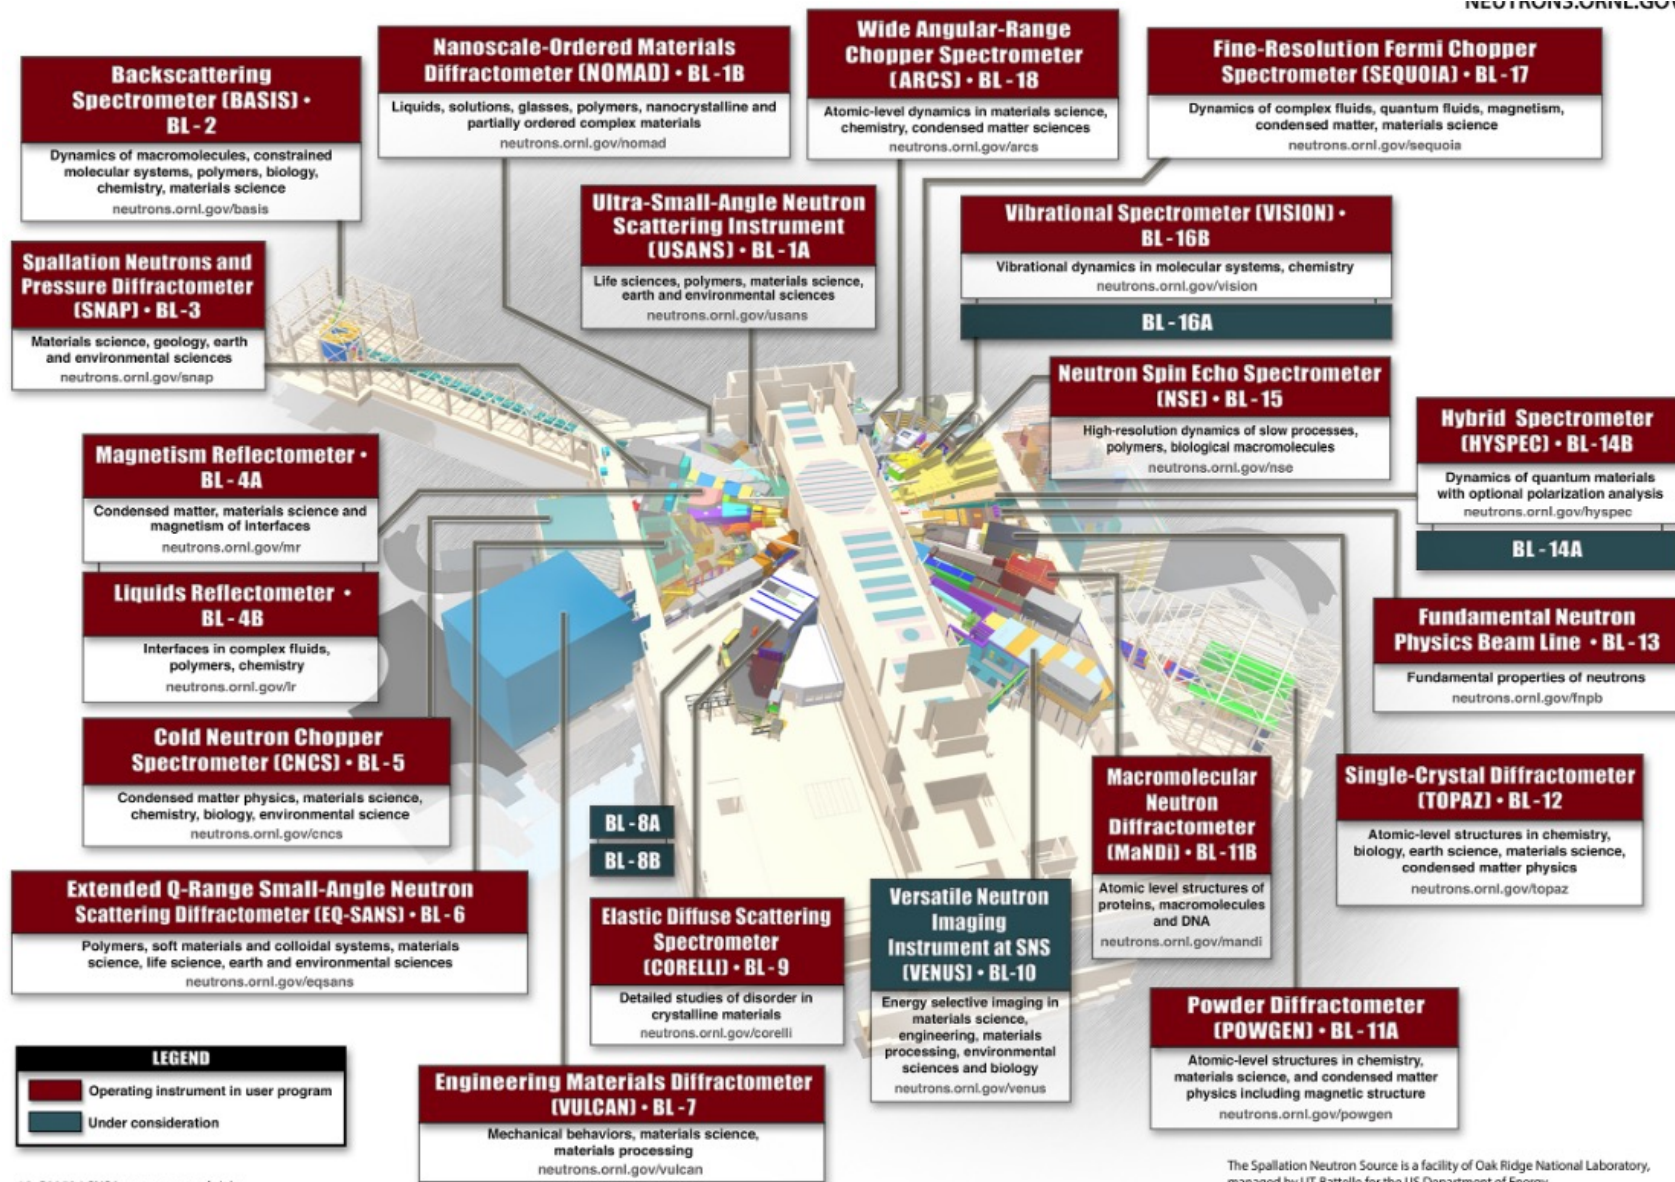 NEUTRONS.ORNL.GOV
Backscattering
Spectrometer (BASIS) •
BL-2
Dynamics of macromolecules, constrained
molecular systems, polymers, biology,
chemistry, materials science
neutrons.ornl.gov/basis
Nanoscale-Ordered Materials
Diffractometer (NOMAD) • BL-1B
Liquids, solutions, glasses, polymers, nanocrystalline and
partially ordered complex materials
neutrons.ornl.gov/nomad
Wide Angular-Range
Chopper Spectrometer
(ARCS) • BL-18
Atomic-level dynamics in materials science,
chemistry, condensed matter sciences
neutrons.ornl.gov/arcs
Fine-Resolution Fermi Chopper
Spectrometer (SEQUOIA) • BL-17
Dynamics of complex fluids, quantum fluids, magnetism,
condensed matter, materials science
neutrons.ornl.gov/sequoia
Spallation Neutrons and
Pressure Diffractometer
(SNAP) • BL-3
Materials science, geology, earth
and environmental sciences
neutrons.ornl.gov/snap
Ultra-Small-Angle Neutron
Scattering Instrument
(USANS) • BL-1A
Life sciences, polymers, materials science,
earth and environmental sciences
neutrons.ornl.gov/usans
Vibrational Spectrometer (VISION) •
BL-16B
Vibrational dynamics in molecular systems, chemistry
neutrons.ornl.gov/vision
BL-16A
Neutron Spin Echo Spectrometer
(NSE) • BL-15
High-resolution dynamics of slow processes,
polymers, biological macromolecules
neutrons.ornl.gov/nse
Hybrid Spectrometer
(HYSPEC) • BL-14B
Dynamics of quantum materials
with optional polarization analysis
neutrons.ornl.gov/hyspec
BL-14A
Magnetism Reflectometer •
BL-4A
Condensed matter, materials science and
magnetism of interfaces
neutrons.ornl.gov/mr
Liquids Reflectometer •
BL-4B
Interfaces in complex fluids,
polymers, chemistry
neutrons.ornl.gov/lr
Fundamental Neutron
Physics Beam Line • BL-13
Fundamental properties of neutrons
neutrons.ornl.gov/fnpb
Cold Neutron Chopper
Spectrometer (CNCS) • BL-5
Condensed matter physics, materials science,
chemistry, biology, environmental science
neutrons.ornl.gov/cncs
BL-8A
BL-8B
Macromolecular
Neutron
Diffractometer
(MaNDi) • BL-11B
Atomic level structures of
proteins, macromolecules
and DNA
neutrons.ornl.gov/mandi
Single-Crystal Diffractometer
(TOPAZ) • BL-12
Atomic-level structures in chemistry,
biology, earth science, materials science,
condensed matter physics
neutrons.ornl.gov/topaz
Extended Q-Range Small-Angle Neutron
Scattering Diffractometer (EQ-SANS) • BL-6
Polymers, soft materials and colloidal systems, materials
science, life science, earth and environmental sciences
neutrons.ornl.gov/eqsans
Elastic Diffuse Scattering
Spectrometer
(CORELLI) • BL-9
Detailed studies of disorder in
crystalline materials
neutrons.ornl.gov/corelli
Versatile Neutron
Imaging
Instrument at SNS
(VENUS) • BL-10
Energy selective imaging in
materials science,
engineering, materials
processing, environmental
sciences and biology
neutrons.ornl.gov/venus
Powder Diffractometer
(POWGEN) • BL-11A
Atomic-level structures in chemistry,
materials science, and condensed matter
physics including magnetic structure
neutrons.ornl.gov/powgen
LEGEND
Operating instrument in user program
Under consideration
Engineering Materials Diffractometer
(VULCAN) • BL-7
Mechanical behaviors, materials science,
materials processing
neutrons.ornl.gov/vulcan
The Spallation Neutron Source is a facility of Oak Ridge National Laboratory,
managed by UT-Battelle for the US Department of Energy